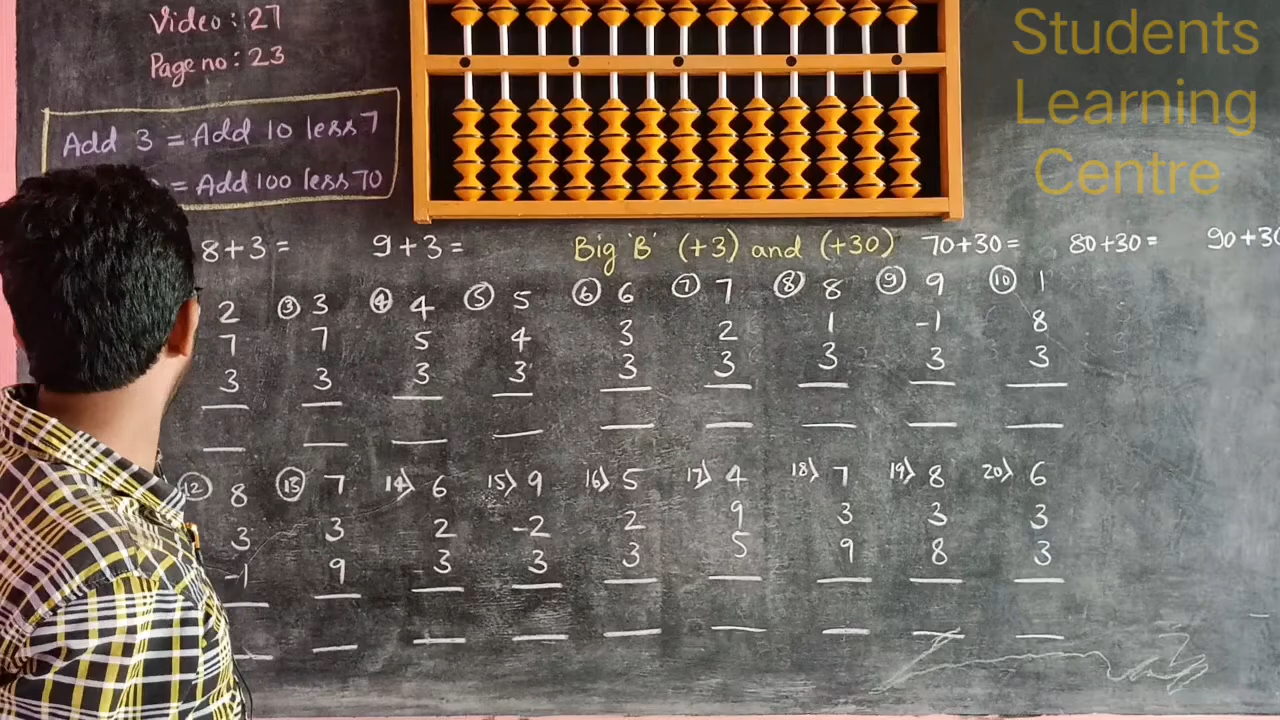 Video: 27
Page no: 23
Students
Learning
Centre
Add 3 = Add 10 less 7
= Add 100 less 70
8+3= 9+3= Big 'B' (+3) and (+30) 70+30= 80+30= 90+30
2 ③ 3 ④ 4 ⑤ 5 ⑥ 6 ⑦ 7 ⑧ 8 ⑨ 9 ⑩ 1
7 7 5 4 3 2 1 -1 8
3 3 3 3 3 3 3 3 3
⑫ 8 ⑬ 7 14) 6 15) 9 16) 5 17) 4 18) 7 19) 8 20) 6
3 3 2 -2 2 9 3 3 3
-1 9 3 3 3 5 9 8 3